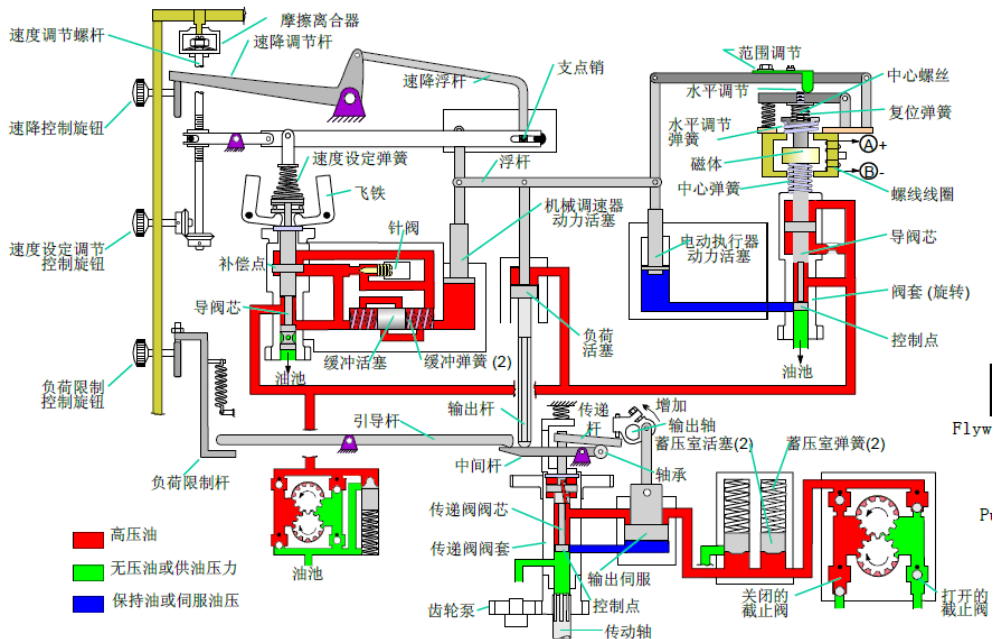 摩擦离合器
速度调节螺杆
速降调节杆
支点销
范围调节
中心螺丝
速降浮杆
水平调节
复位弹簧
速降控制旋钮
水平调节
弹簧
A+
速度设定弹簧
浮杆
磁体
B-
飞铁
中心弹簧
螺线线圈
机械调速器
动力活塞
针阀
速度设定调节
控制旋钮
电动执行器
动力活塞
导阀芯
补偿点
阀套(旋转)
导阀芯
负荷
活塞
控制点
缓冲活塞
缓冲弹簧(2)
油池
油池
负荷限制
控制旋钮
输出杆
传递
杆
增加
输出轴
引导杆
蓄压室活塞(2)
蓄压室弹簧(2)
Flyw
中间杆
轴承
负荷限制杆
传递阀阀芯
Pu
高压油
传递阀阀套
无压油或供油压力
油池
输出伺服
保持油或伺服油压
关闭的
截止阀
打开的
截止阀
齿轮泵
控制点
传动轴